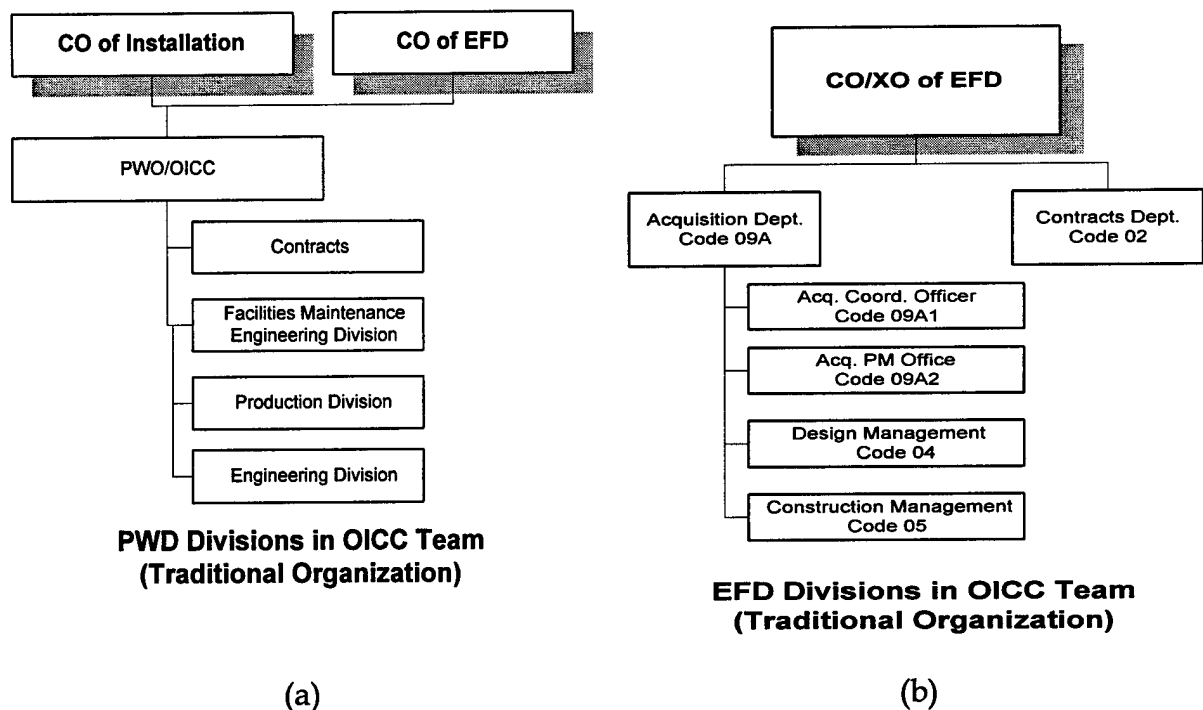 CO of Installation
CO of EFD
PWO/OICC
Contracts
Facilities Maintenance
Engineering Division
Production Division
Engineering Division
PWD Divisions in OICC Team
(Traditional Organization)
(a)
CO/XO of EFD
Acquisition Dept.
Code 09A
Contracts Dept.
Code 02
Acq. Coord. Officer
Code 09A1
Acq. PM Office
Code 09A2
Design Management
Code 04
Construction Management
Code 05
EFD Divisions in OICC Team
(Traditional Organization)
(b)